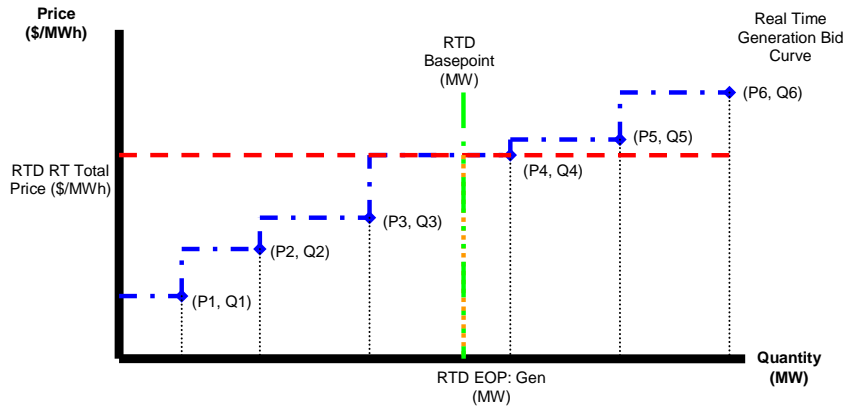 Price
($/MWh)
RTD
Basepoint
(MW)
Real Time
Generation Bid
Curve
(P6, Q6)
(P5, Q5)
RTD RT Total
Price ($/MWh)
(P4, Q4)
(P3, Q3)
(P2, Q2)
(P1, Q1)
Quantity
(MW)
RTD EOP: Gen
(MW)